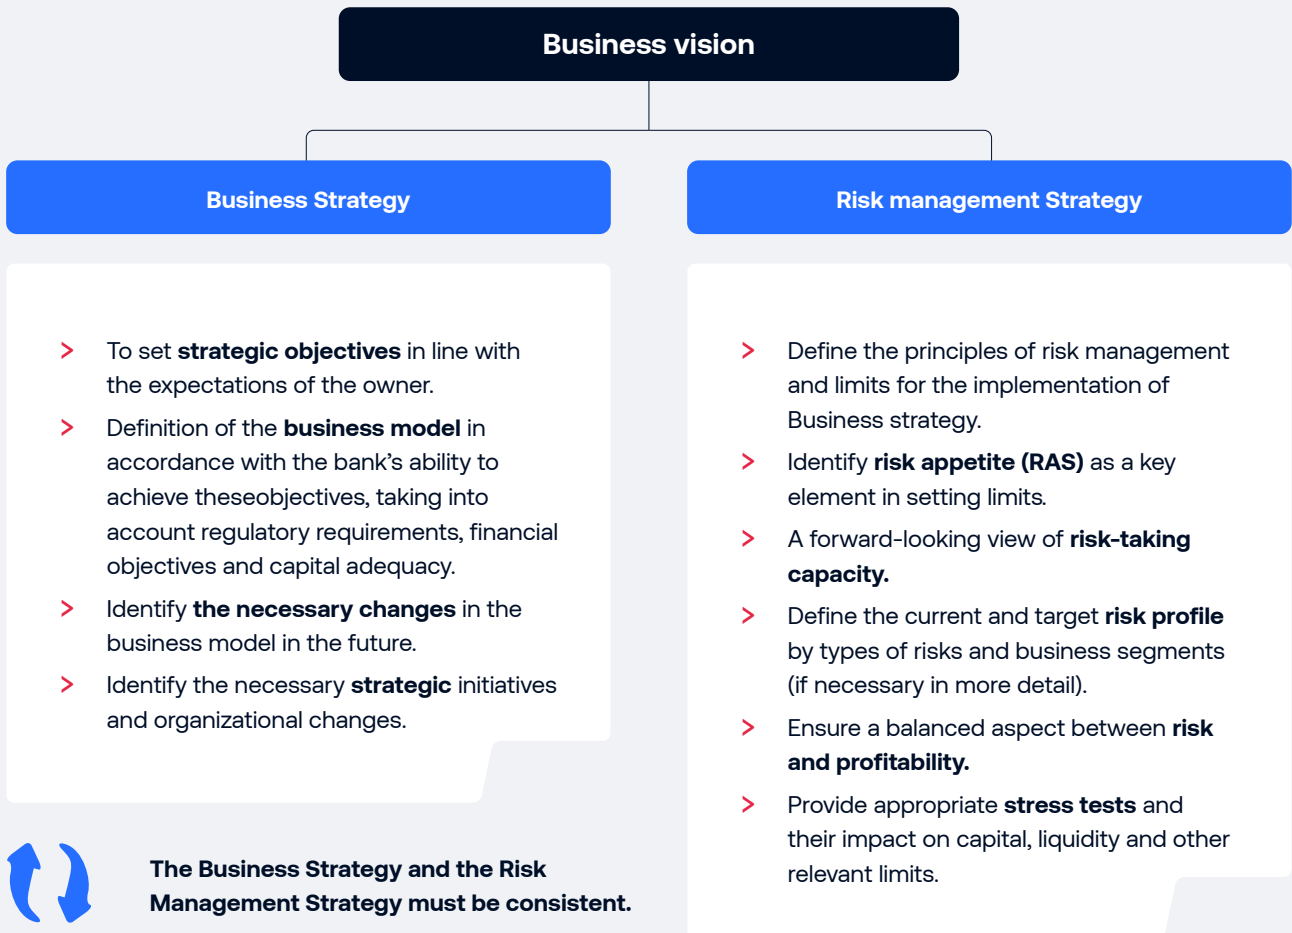 Business vision
Business Strategy
To set strategic objectives in line with
the expectations of the owner.
Definition of the business model in
accordance with the bank's ability to
achieve theseobjectives, taking into
account regulatory requirements, financial
objectives and capital adequacy.
Identify the necessary changes in the
business model in the future.
Identify the necessary strategic initiatives
and organizational changes.
The Business Strategy and the Risk
Management Strategy must be consistent.
Risk management Strategy
Define the principles of risk management
and limits for the implementation of
Business strategy.
Identify risk appetite (RAS) as a key
element in setting limits.
A forward-looking view of risk-taking
capacity.
Define the current and target risk profile
by types of risks and business segments
(if necessary in more detail).
Ensure a balanced aspect between risk
and profitability.
Provide appropriate stress tests and
their impact on capital, liquidity and other
relevant limits.